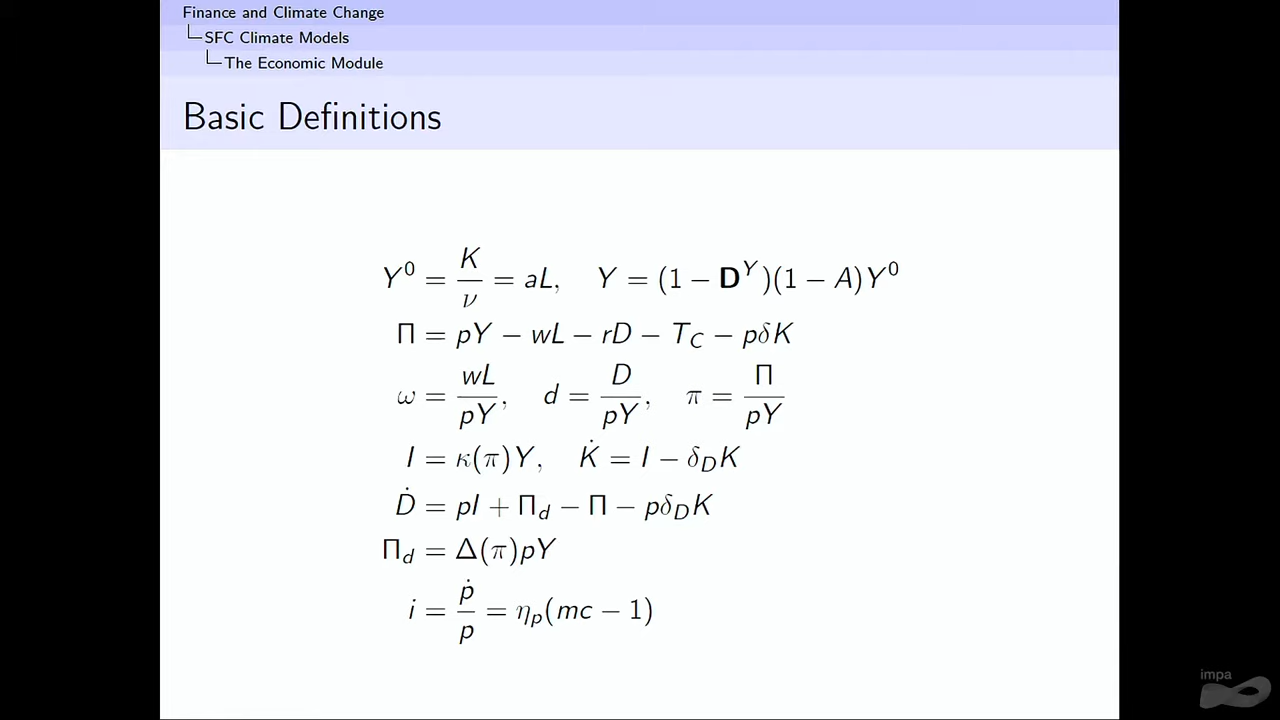 Finance and Climate Change
SFC Climate Models
The Economic Module
Basic Definitions
Y⁰ = K/ν = aL, Y = (1 − 𝐃^Y)(1 − A)Y⁰
Π = pY − wL − rD − T_C − pδK
ω = wL/pY, d = D/pY, π = Π/pY
I = κ(π)Y, K̇ = I − δ_D K
Ḋ = pI + Π_d − Π − pδ_D K
Π_d = Δ(π)pY
i = ṗ/p = η_p(mc − 1)
impa